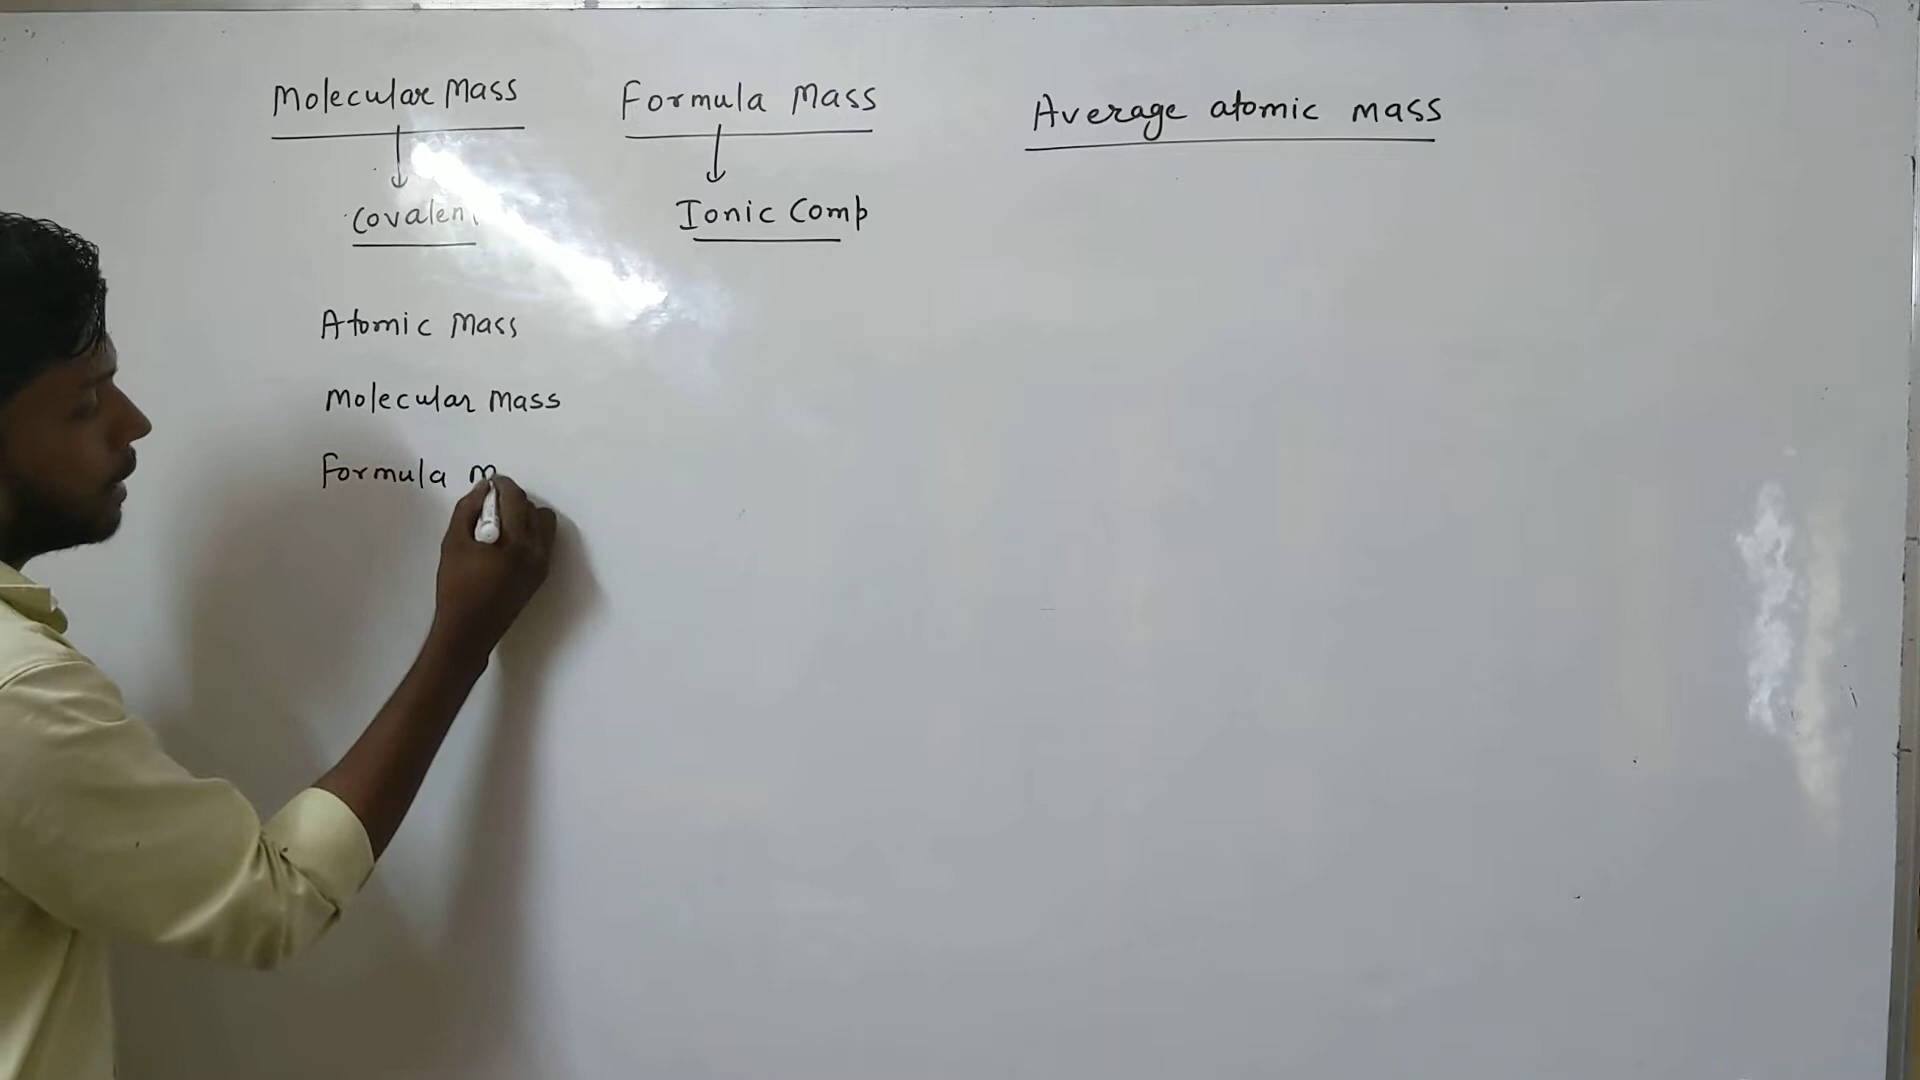 Molecular Mass
Formula Mass
Average atomic mass
Ionic Comp
Atomic Mass
Molecular Mass
Formula